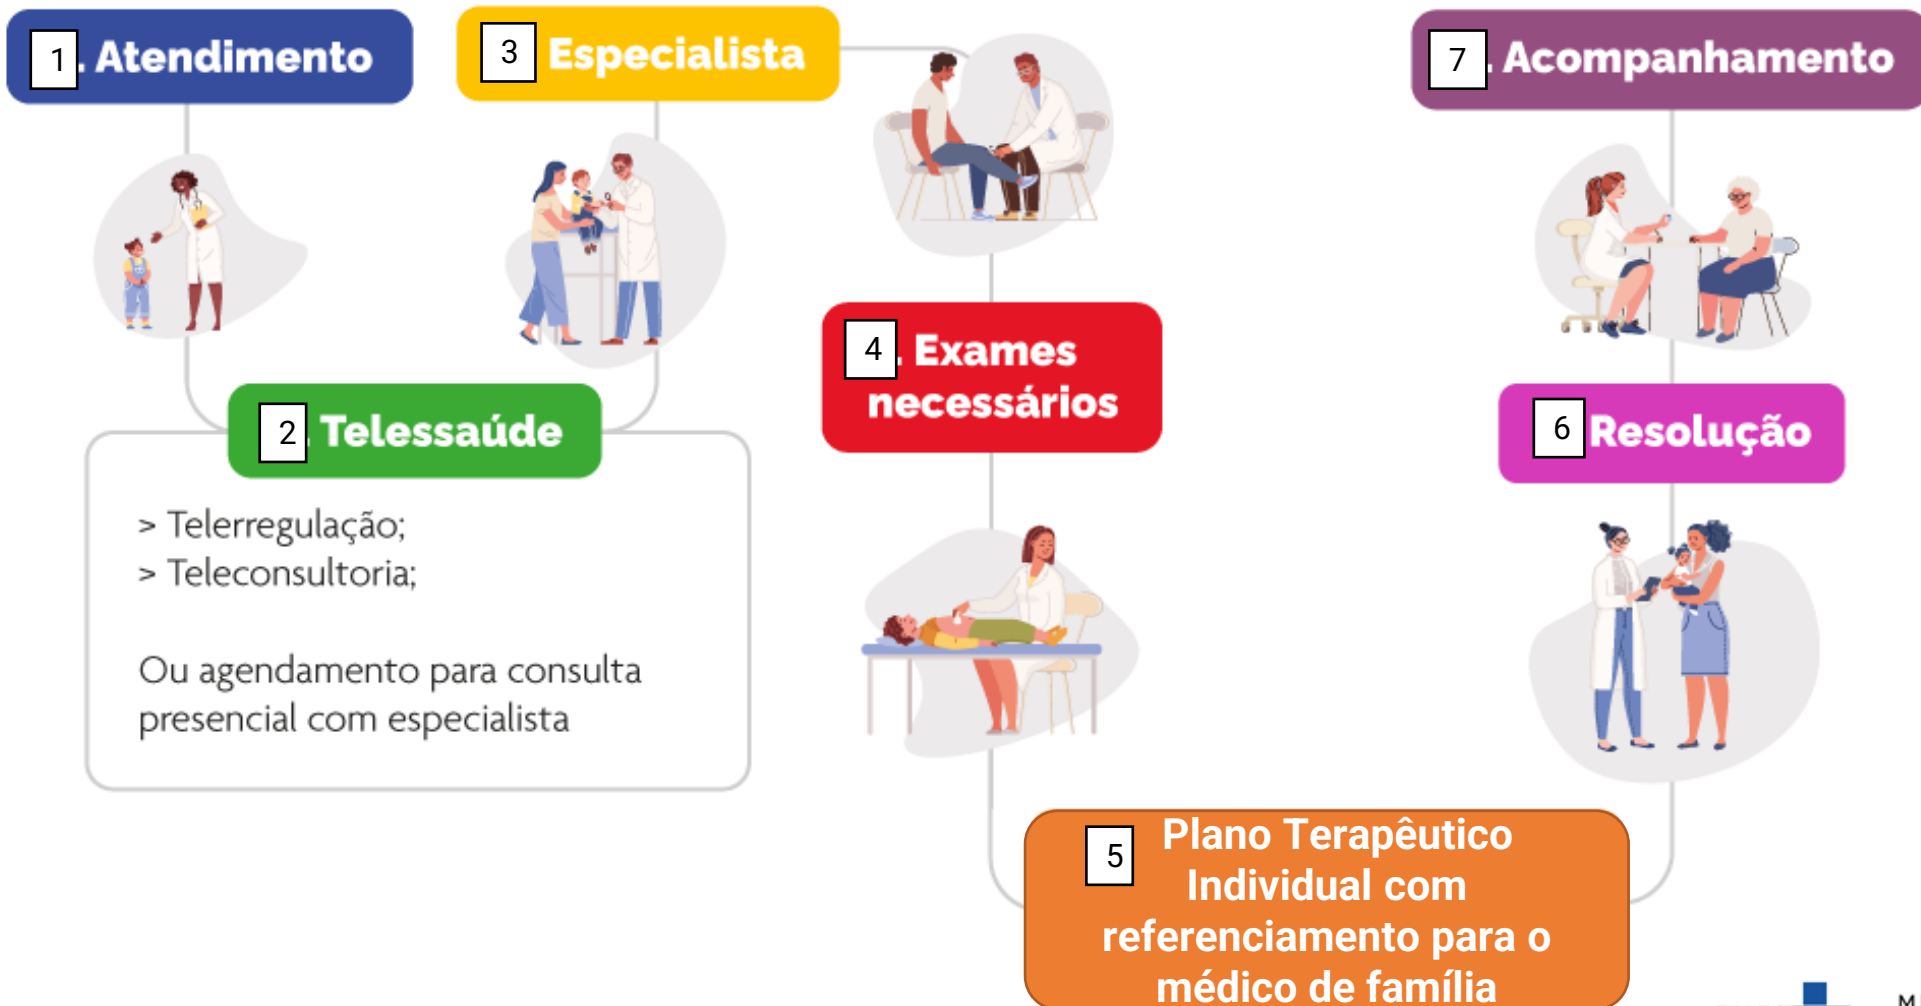 1. Atendimento
2. Telessaúde
> Telerregulação;
> Teleconsultoria;
Ou agendamento para consulta
presencial com especialista
3 Especialista
4. Exames
necessários
5 Plano Terapêutico
Individual com
referenciamento para o
médico de família
6 Resolução
7. Acompanhamento